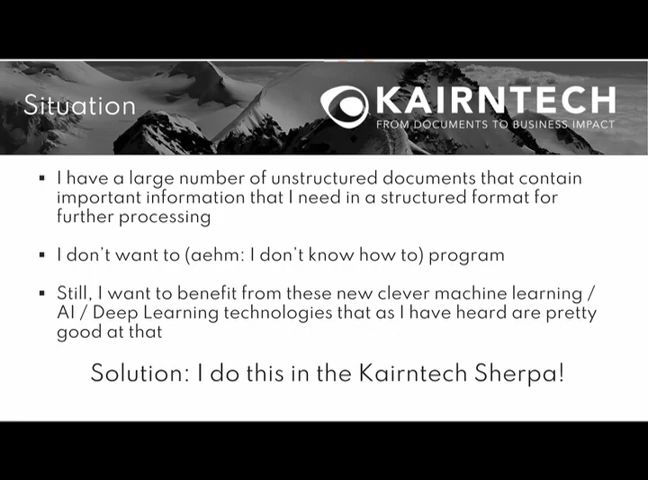 Situation
KAIRNTECH
FROM DOCUMENTS TO BUSINESS IMPACT
▪ I have a large number of unstructured documents that contain
important information that I need in a structured format for
further processing
▪ I don't want to (aehm: I don't know how to) program
▪ Still, I want to benefit from these new clever machine learning /
AI / Deep Learning technologies that as I have heard are pretty
good at that
Solution: I do this in the Kairntech Sherpa!